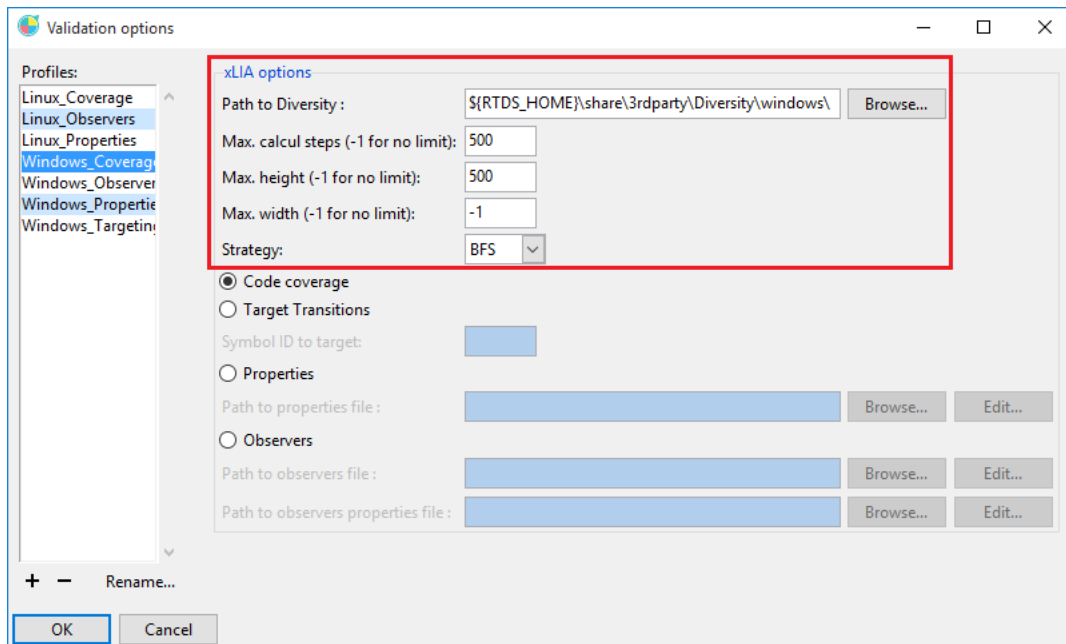 Validation options
Profiles:
Linux_Coverage
Linux_Observers
Linux_Properties
Windows_Coverag
Windows_Observer
Windows_Propertie
Windows_Targeting
Rename...
xLIA options
Path to Diversity : ${RTDS_HOME}\share\3rdparty\Diversity\windows\ Browse...
Max. calcul steps (-1 for no limit): 500
Max. height (-1 for no limit): 500
Max. width (-1 for no limit): -1
Strategy: BFS
Code coverage
Target Transitions
Symbol ID to target:
Properties
Path to properties file : Browse... Edit...
Observers
Path to observers file : Browse... Edit...
Path to observers properties file : Browse... Edit...
OK Cancel